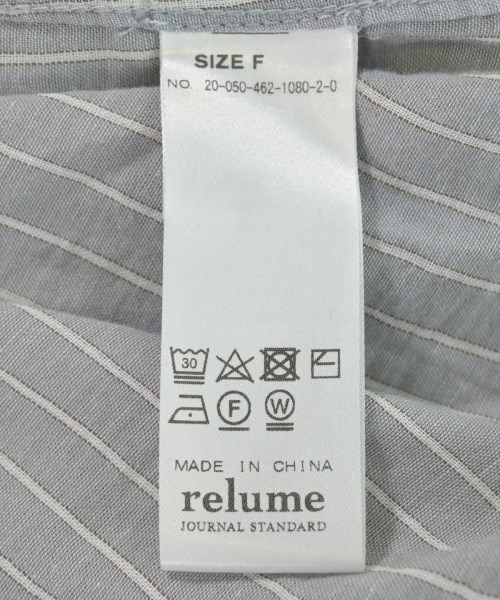 SIZE F
NO. 20-050-462-1080-2-0
30
F W
MADE IN CHINA
relume
JOURNAL STANDARD